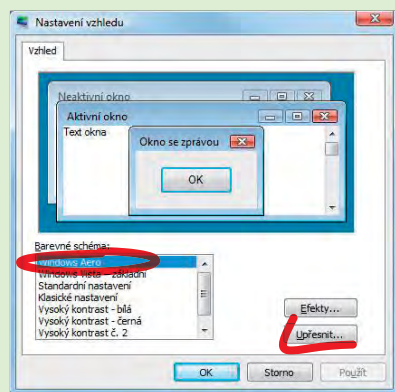 Nastavení vzhledu
Vzhled
Neaktivní okno
Aktivní okno
Text okna
Okno se zprávou
OK
Barevné schéma:
Windows Aero
Windows Vista – základní
Standardní nastavení
Klasické nastavení
Vysoký kontrast - bílá
Vysoký kontrast - černá
Vysoký kontrast č. 2
Efekty...
Upřesnit...
OK Storno Použít